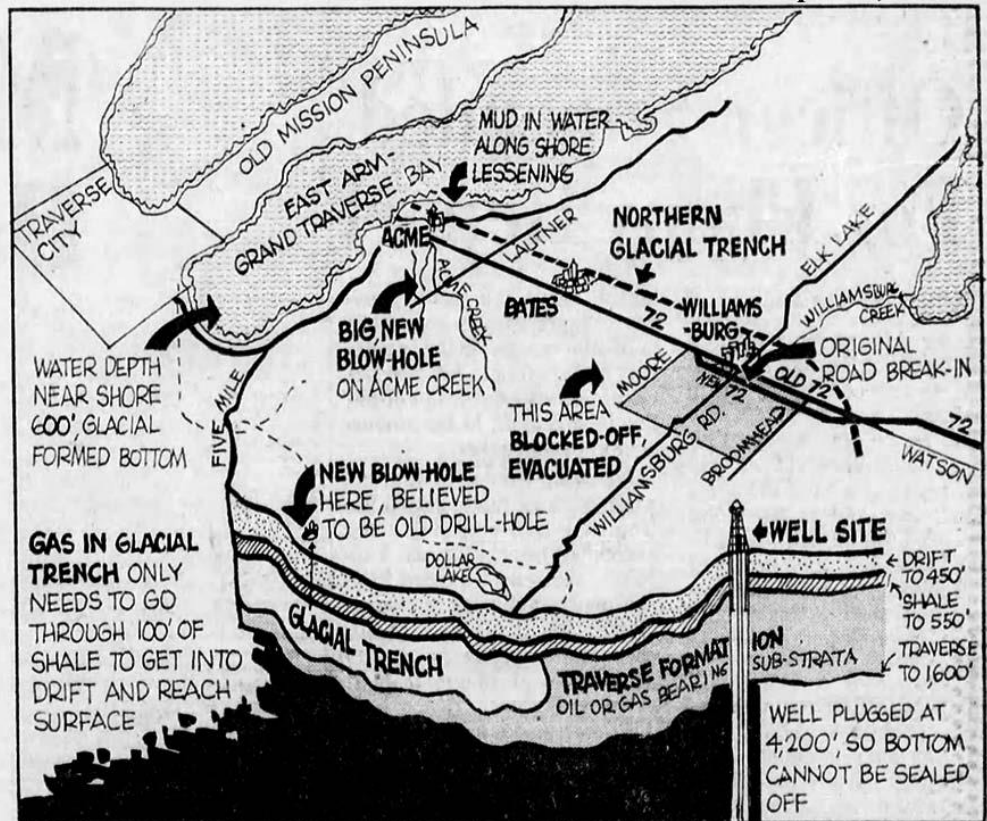 OLD MISSION PENINSULA
MUD IN WATER
ALONG SHORE
LESSENING
TRAVERSE
CITY
EAST ARM-
GRAND TRAVERSE BAY
ACME
LAUTNER
NORTHERN
GLACIAL TRENCH
ELK LAKE
ACME CREEK
BATES
72
WILLIAMS
-BURG
WILLIAMSBURG
CREEK
BIG, NEW
BLOW-HOLE
ON ACME CREEK
WATER DEPTH
NEAR SHORE
600', GLACIAL
FORMED BOTTOM
MOORE
NEW 72
OLD 72
ORIGINAL
ROAD BREAK-IN
THIS AREA
BLOCKED-OFF,
EVACUATED
72
WATSON
FIVE MILE
WILLIAMSBURG RD.
BROOMHEAD
NEW BLOW-HOLE
HERE, BELIEVED
TO BE OLD DRILL-HOLE
GAS IN GLACIAL
TRENCH ONLY
NEEDS TO GO
THROUGH 100' OF
SHALE TO GET INTO
DRIFT AND REACH
SURFACE
DOLLAR
LAKE
WELL SITE
DRIFT
TO 450'
SHALE
TO 550'
TRAVERSE
TO 1,600'
GLACIAL TRENCH
TRAVERSE FORMATION
OIL OR GAS BEARING SUB-STRATA
WELL PLUGGED AT
4,200', SO BOTTOM
CANNOT BE SEALED
OFF